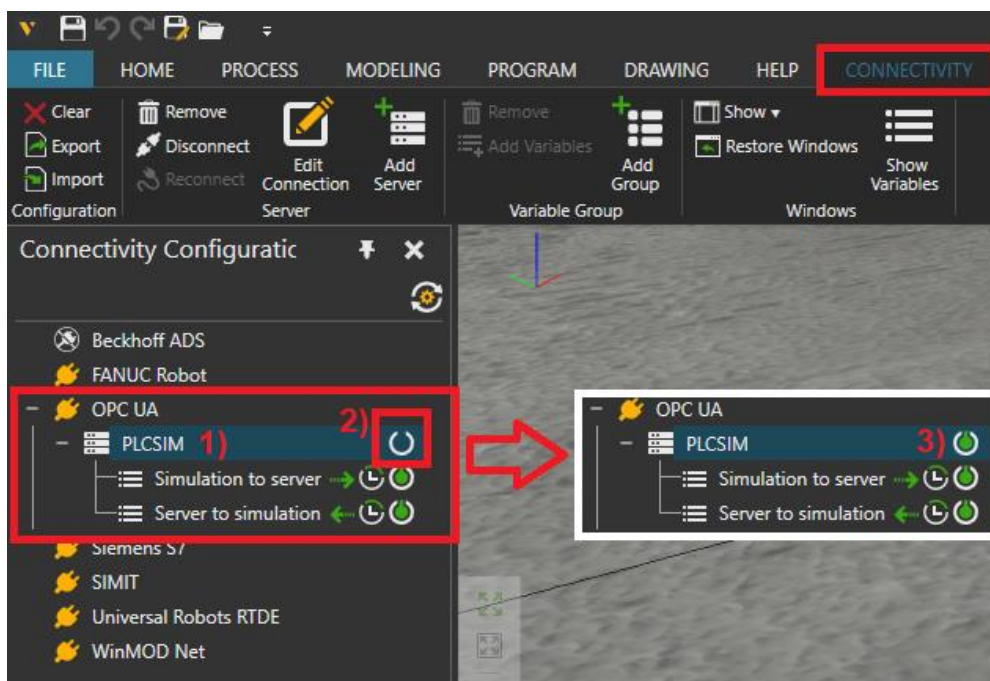 FILE HOME PROCESS MODELING PROGRAM DRAWING HELP CONNECTIVITY
Clear Remove Remove Show
Export Disconnect Add Variables Restore Windows
Import Reconnect Edit Connection Add Server Add Group Show Variables
Configuration Server Variable Group Windows
Connectivity Configuratic
Beckhoff ADS
FANUC Robot
OPC UA
PLCSIM 1) 2)
Simulation to server
Server to simulation
Siemens S7
SIMIT
Universal Robots RTDE
WinMOD Net
OPC UA
PLCSIM 3)
Simulation to server
Server to simulation